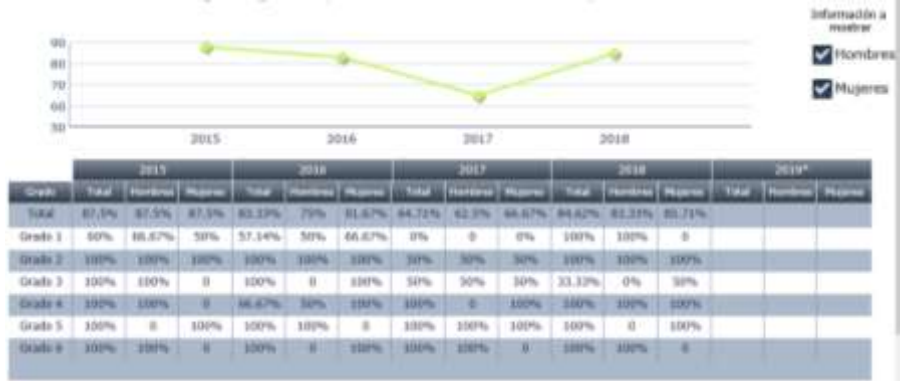 Información a
mostrar
Hombres
Mujeres
90
80
70
60
50
2015 2016 2017 2018
2015 2016 2017 2018 2019*
Grado Total Hombres Mujeres Total Hombres Mujeres Total Hombres Mujeres Total Hombres Mujeres Total Hombres Mujeres
Total 87,5% 87.5% 87.5% 83.33% 75% 91.67% 64.71% 62.5% 66.67% 84.62% 83.33% 85.71%
Grado 1 60% 66.67% 50% 57.14% 50% 66.67% 0% 0 0% 100% 100% 0
Grado 2 100% 100% 100% 100% 100% 100% 50% 50% 50% 100% 100% 100%
Grado 3 100% 100% 0 100% 0 100% 50% 50% 50% 33.33% 0% 50%
Grado 4 100% 100% 0 66.67% 50% 100% 100% 0 100% 100% 100% 100%
Grado 5 100% 0 100% 100% 100% 0 100% 100% 100% 100% 0 100%
Grado 6 100% 100% 0 100% 0 100% 100% 100% 0 100% 100% 0